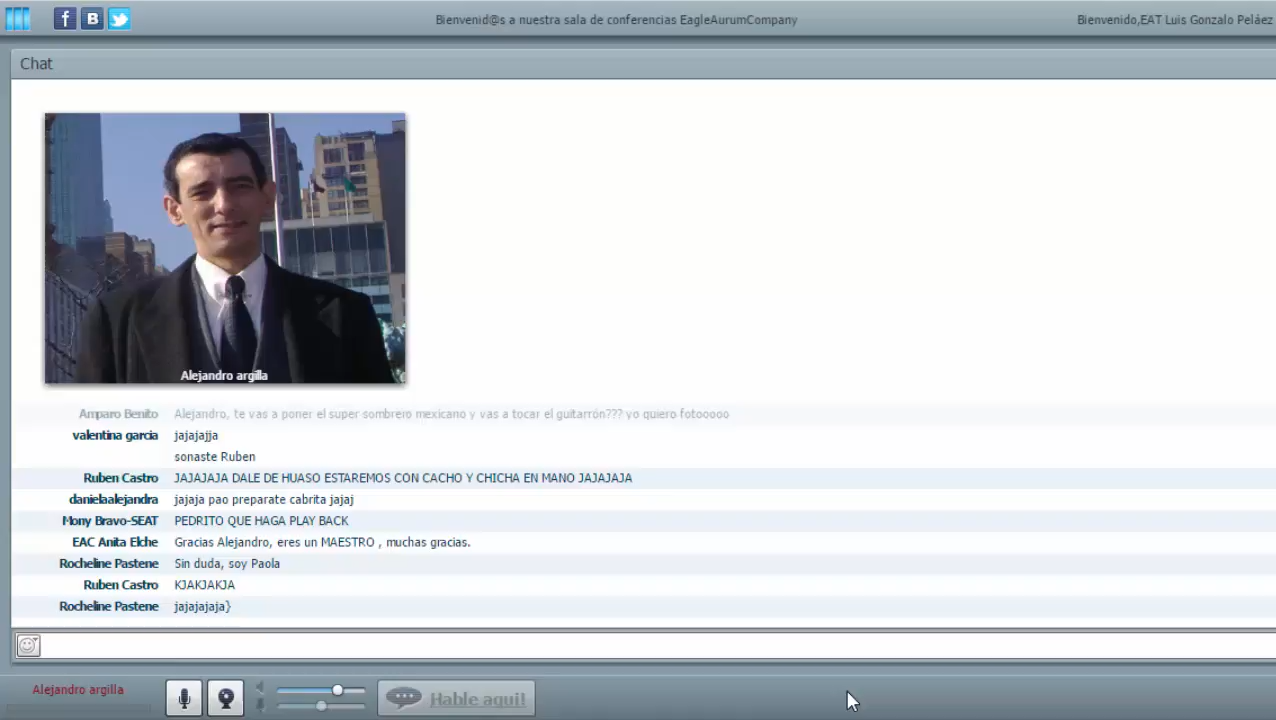 Bienvenid@s a nuestra sala de conferencias EagleAurumCompany
Bienvenido,EAT Luis Gonzalo Peláez
Chat
Alejandro argilla
Amparo Benito Alejandro, te vas a poner el super sombrero mexicano y vas a tocar el guitarrón??? yo quiero fotooooo
valentina garcia jajajajja
sonaste Ruben
Ruben Castro JAJAJAJA DALE DE HUASO ESTAREMOS CON CACHO Y CHICHA EN MANO JAJAJAJA
danielaalejandra jajaja pao preparate cabrita jajaj
Mony Bravo-SEAT PEDRITO QUE HAGA PLAY BACK
EAC Anita Elche Gracias Alejandro, eres un MAESTRO , muchas gracias.
Rocheline Pastene Sin duda, soy Paola
Ruben Castro KJAKJAKJA
Rocheline Pastene jajajajaja}
Alejandro argilla
Hable aqui!